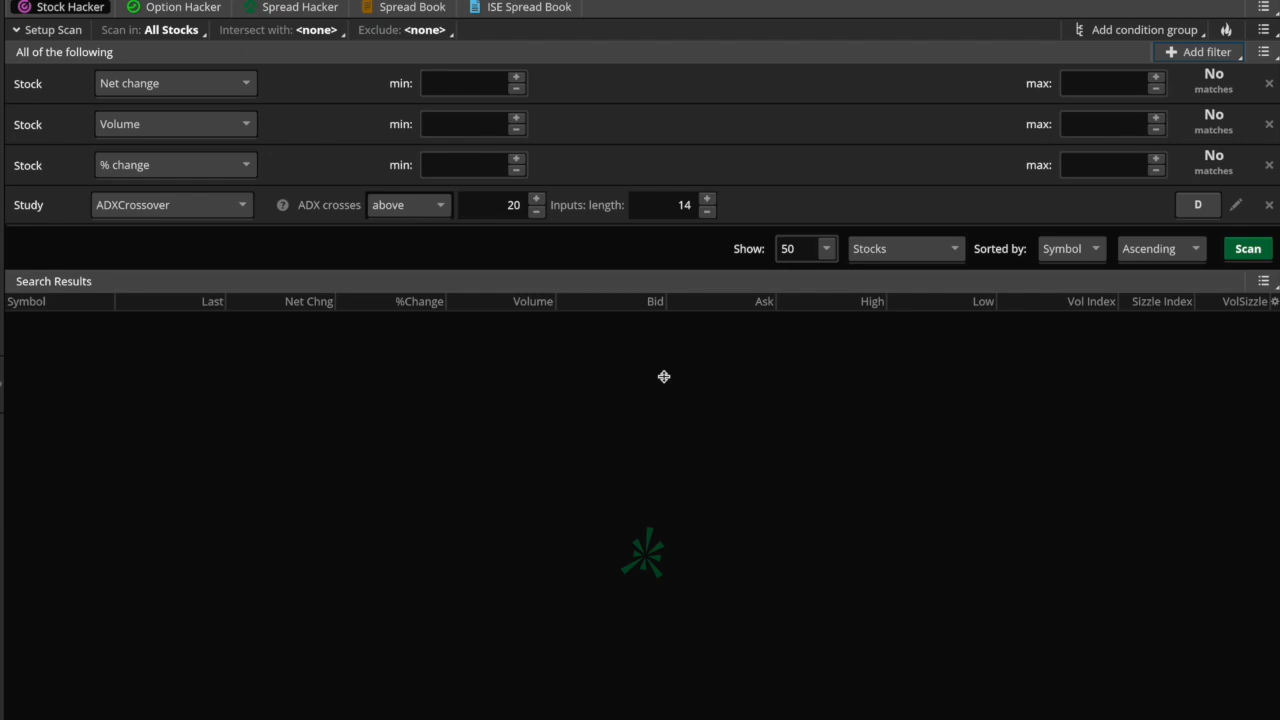 Stock Hacker Option Hacker Spread Hacker Spread Book ISE Spread Book
Setup Scan Scan in: All Stocks Intersect with: <none> Exclude: <none> Add condition group
All of the following + Add filter
Stock Net change min: max: No matches
Stock Volume min: max: No matches
Stock % change min: max: No matches
Study ADXCrossover ? ADX crosses above 20 Inputs: length: 14 D
Show: 50 Stocks Sorted by: Symbol Ascending Scan
Search Results
Symbol Last Net Chng %Change Volume Bid Ask High Low Vol Index Sizzle Index VolSizzle